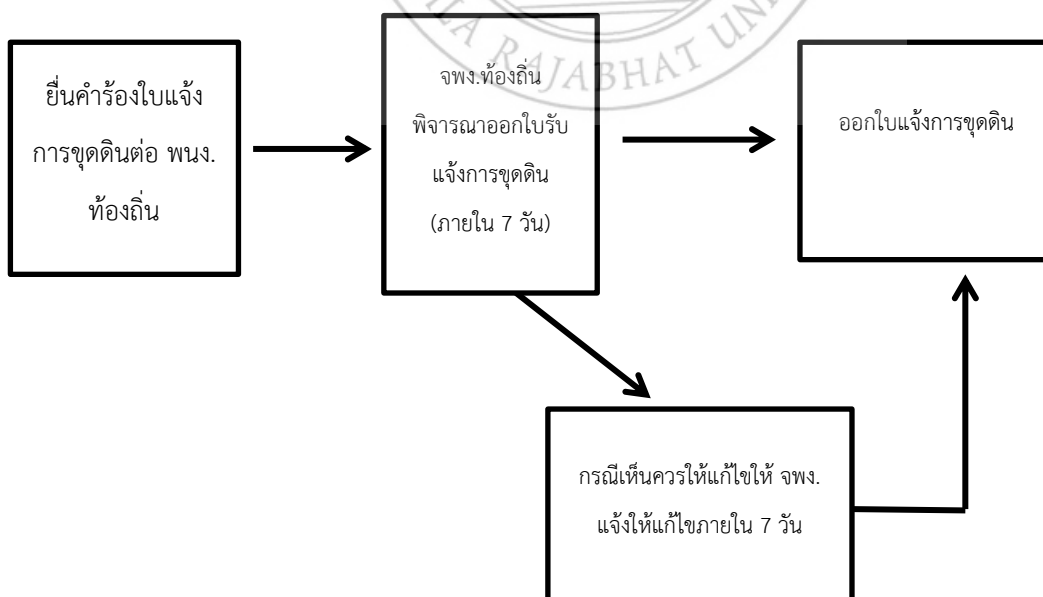 ยื่นคำร้องใบแจ้ง
การขุดดินต่อ พนง.
ท้องถิ่น
จพง.ท้องถิ่น
พิจารณาออกใบรับ
แจ้งการขุดดิน
(ภายใน 7 วัน)
ออกใบแจ้งการขุดดิน
กรณีเห็นควรให้แก้ไขให้ จพง.
แจ้งให้แก้ไขภายใน 7 วัน
RAJABHAT